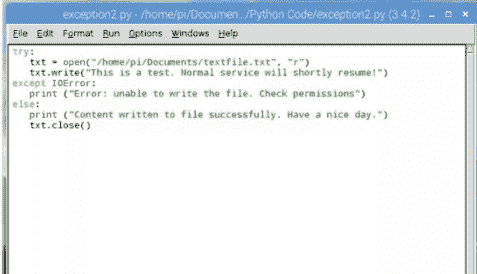 exception2.py - /home/pi/Documen.../Python Code/exception2.py (3.4.2)
File Edit Format Run Options Windows Help
try:
    txt = open("/home/pi/Documents/textfile.txt", "r")
    txt.write("This is a test. Normal service will shortly resume!")
except IOError:
    print ("Error: unable to write the file. Check permissions")
else:
    print ("Content written to file successfully. Have a nice day.")
    txt.close()